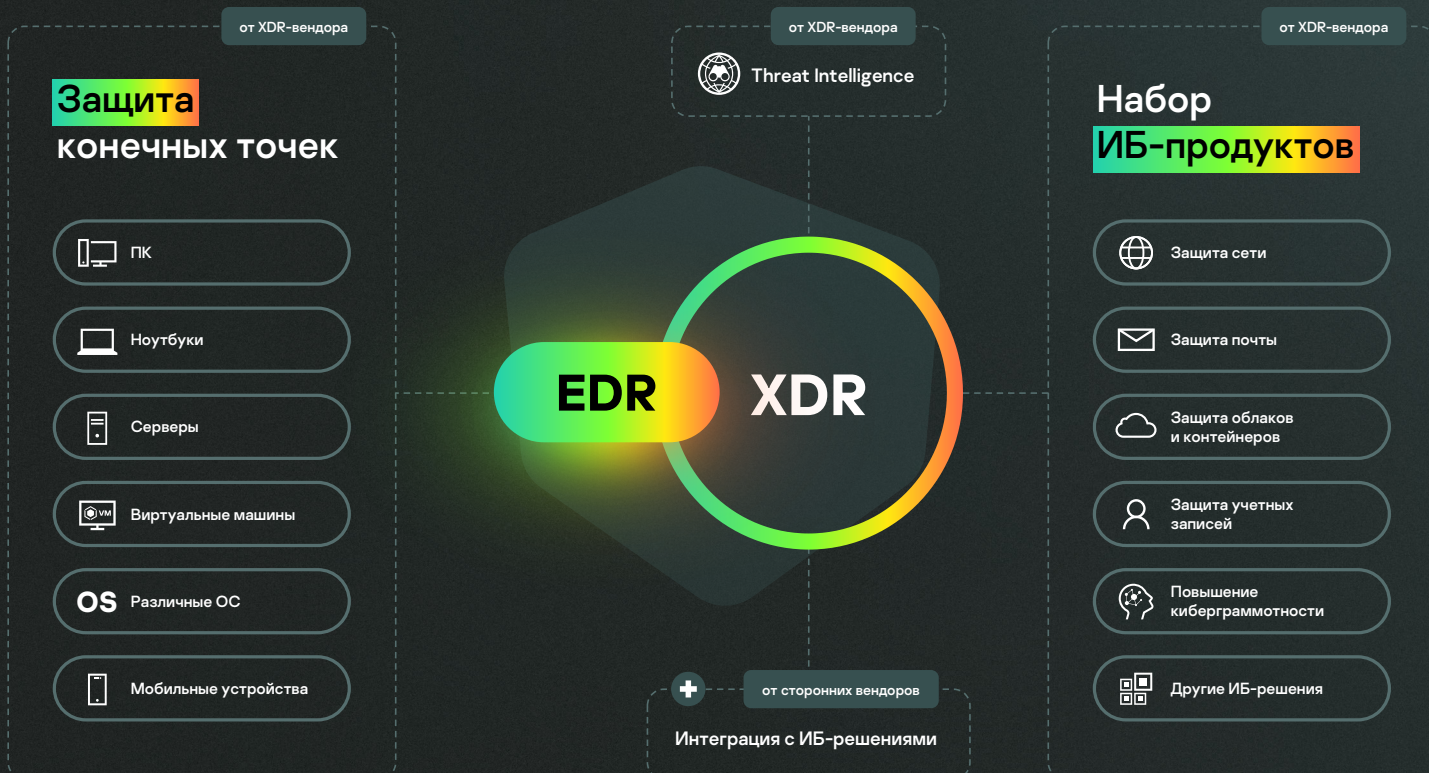 от XDR-вендора
Защита
конечных точек
ПК
Ноутбуки
Серверы
VM
Виртуальные машины
OS
Различные ОС
Мобильные устройства
от XDR-вендора
Threat Intelligence
EDR
XDR
от сторонних вендоров
Интеграция с ИБ-решениями
от XDR-вендора
Набор
ИБ-продуктов
Защита сети
Защита почты
Защита облаков
и контейнеров
Защита учетных
записей
Повышение
киберграммотности
Другие ИБ-решения